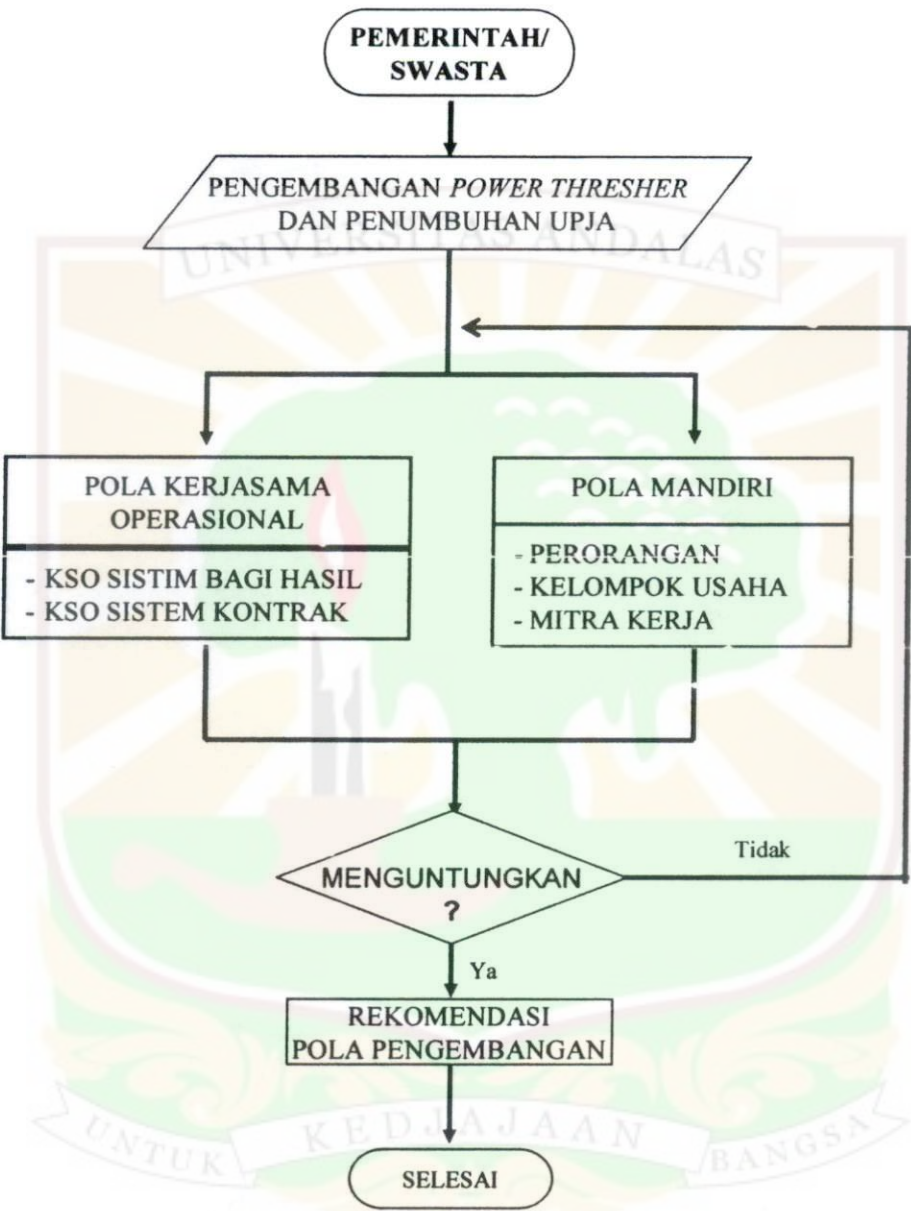 PEMERINTAH/
SWASTA
PENGEMBANGAN POWER THRESHER
DAN PENUMBUHAN UPJA
UNIVERSITAS ANDALAS
POLA KERJASAMA
OPERASIONAL
- KSO SISTIM BAGI HASIL
- KSO SISTEM KONTRAK
POLA MANDIRI
- PERORANGAN
- KELOMPOK USAHA
- MITRA KERJA
MENGUNTUNGKAN
?
Tidak
Ya
REKOMENDASI
POLA PENGEMBANGAN
UNTUK KEDJAJAAN BANGSA
SELESAI